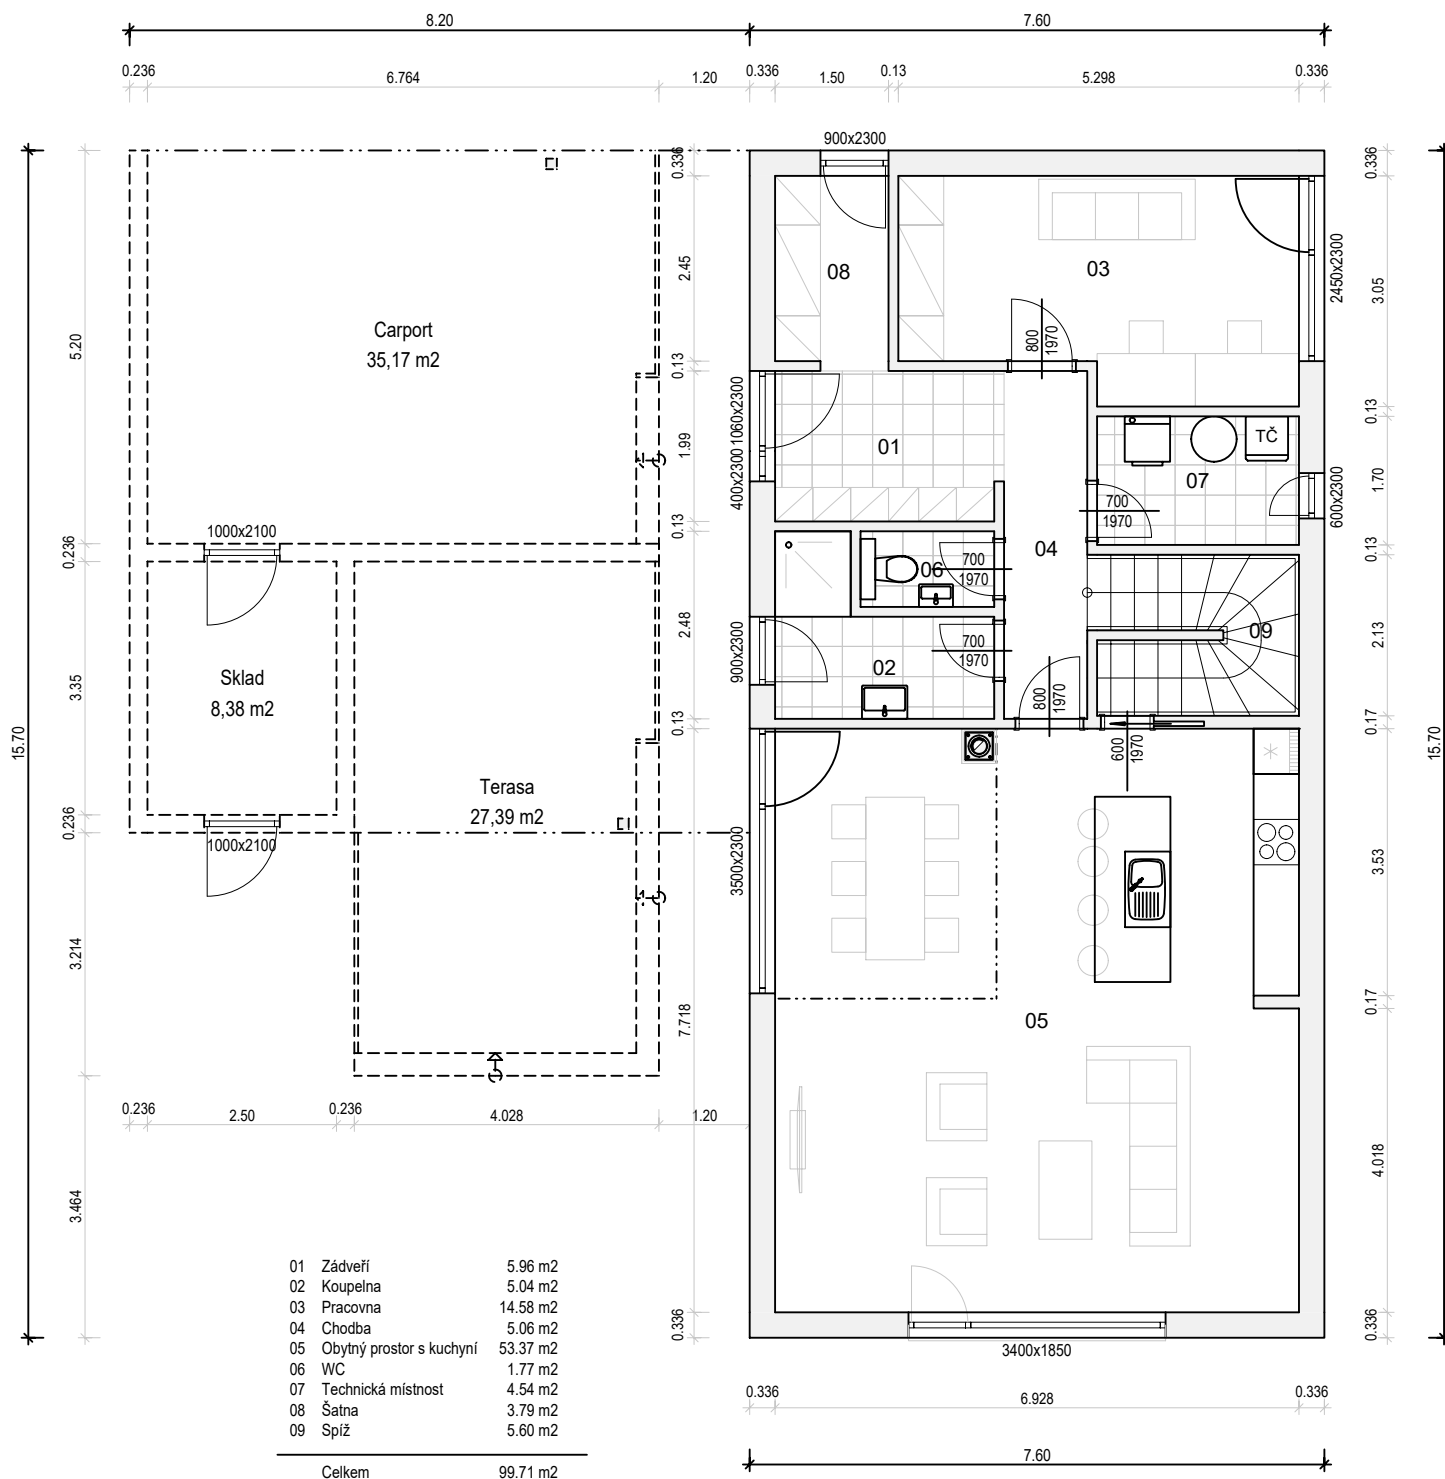 8.20
7.60
0.236
6.764
1.20
0.336
1.50
0.13
5.298
0.336
900x2300
0.336
2.45
0.13
1.99
0.13
2.48
0.13
7.718
0.336
5.20
0.236
3.35
0.236
3.214
3.464
15.70
Carport
35,17 m2
1000x2100
Sklad
8,38 m2
1000x2100
Terasa
27,39 m2
0.236
2.50
0.236
4.028
1.20
08
03
800
1970
2450x2300
1060x2300
400x2300
01
TČ
07
700
1970
600x2300
04
06
700
1970
09
900x2300
02
700
1970
800
1970
600
1970
3500x2300
05
3400x1850
0.336
3.05
0.13
1.70
0.13
2.13
0.17
3.53
0.17
4.018
0.336
15.70
01 Zádveří 5.96 m2
02 Koupelna 5.04 m2
03 Pracovna 14.58 m2
04 Chodba 5.06 m2
05 Obytný prostor s kuchyní 53.37 m2
06 WC 1.77 m2
07 Technická místnost 4.54 m2
08 Šatna 3.79 m2
09 Spíž 5.60 m2
Celkem 99.71 m2
0.336
6.928
0.336
7.60